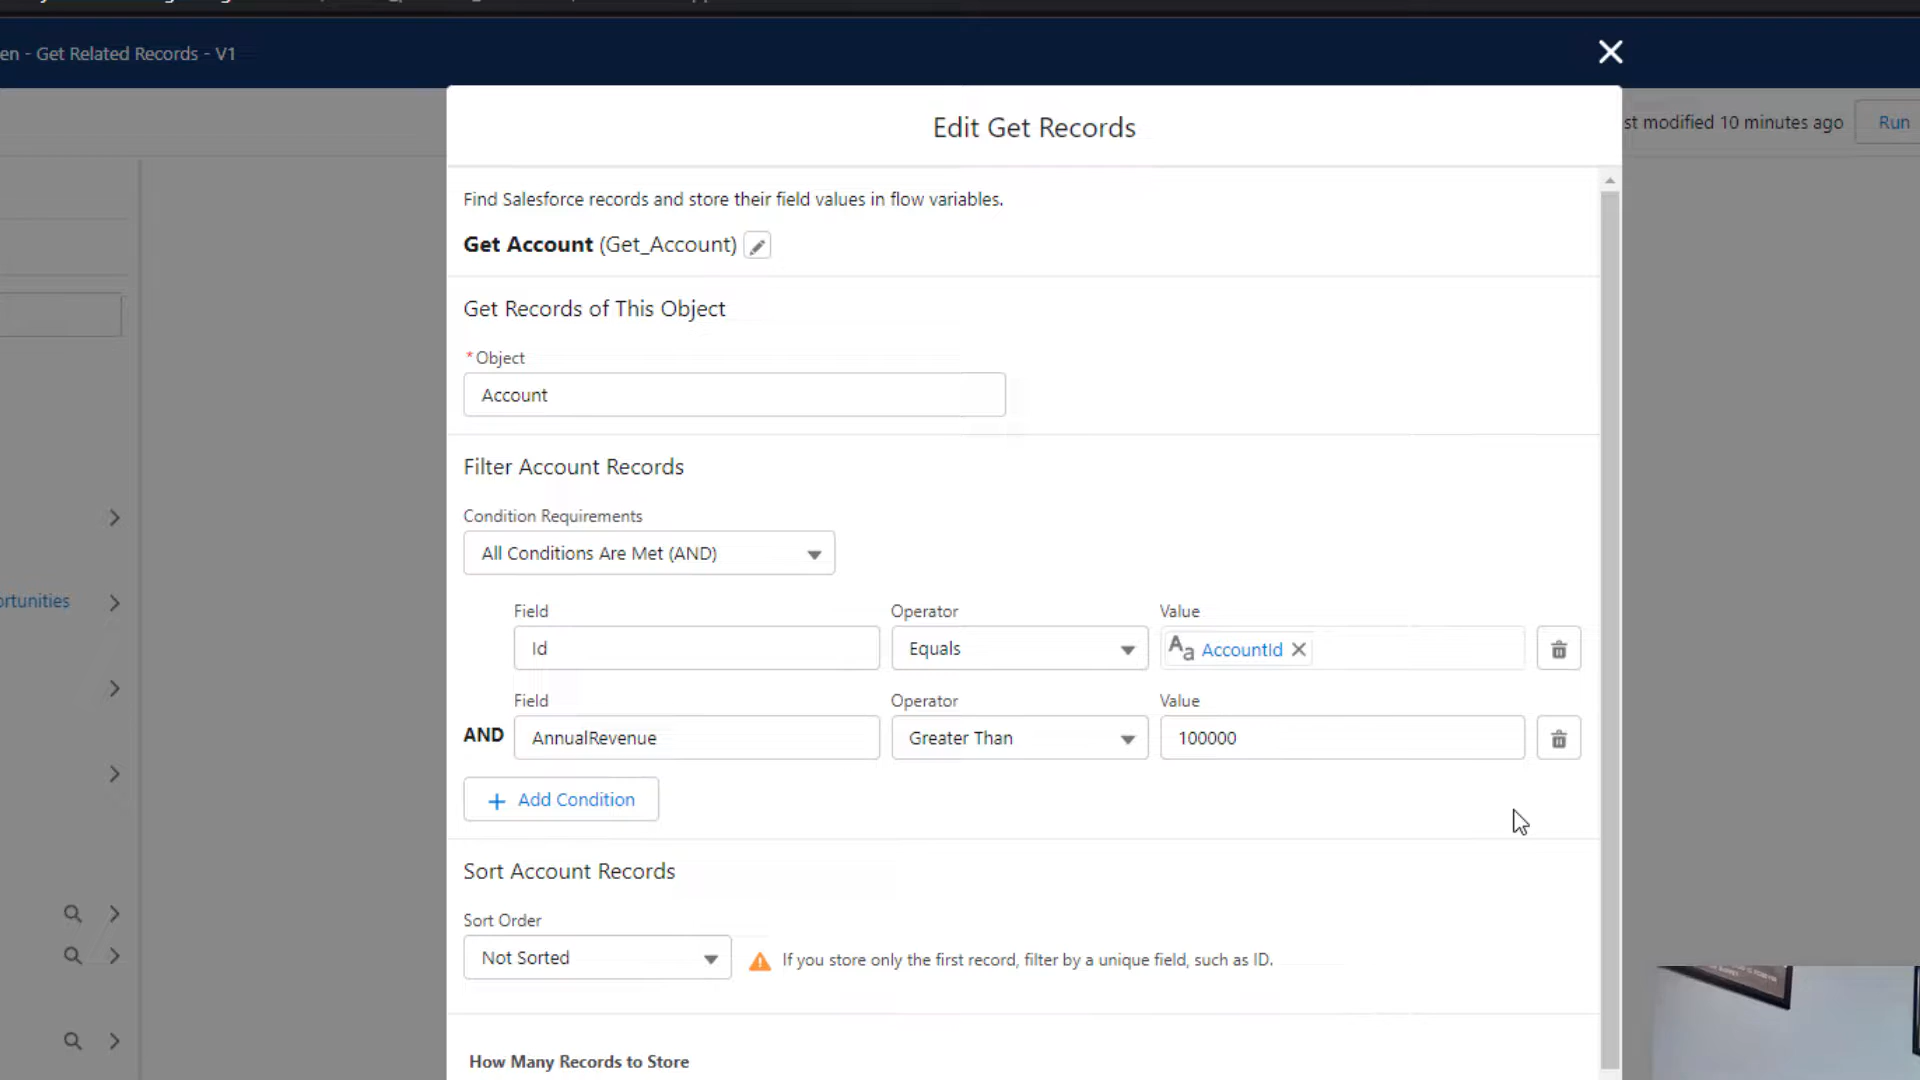 en - Get Related Records - V1
Edit Get Records
st modified 10 minutes ago
Run
Find Salesforce records and store their field values in flow variables.
Get Account (Get_Account)
Get Records of This Object
* Object
Account
Filter Account Records
Condition Requirements
All Conditions Are Met (AND)
ortunities
Field Operator Value
Id Equals Aa AccountId
Field Operator Value
AND AnnualRevenue Greater Than 100000
+ Add Condition
Sort Account Records
Sort Order
Not Sorted If you store only the first record, filter by a unique field, such as ID.
How Many Records to Store